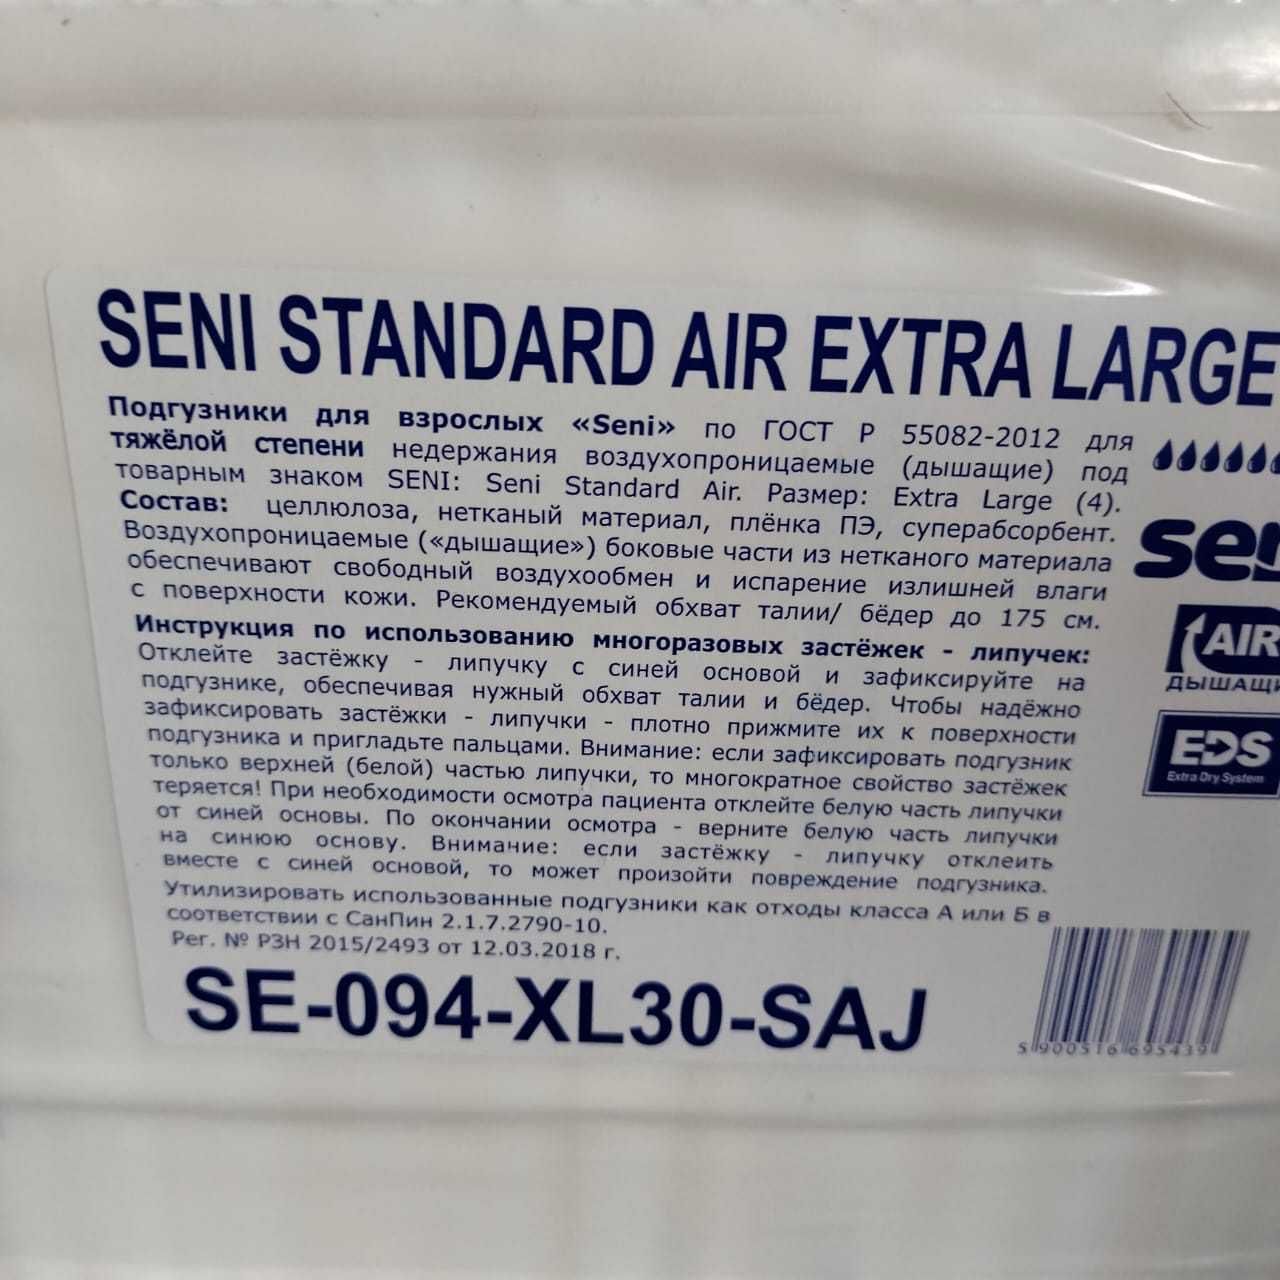 SENI STANDARD AIR EXTRA LARGE
Подгузники для взрослых «Seni» по ГОСТ Р 55082-2012 для
тяжёлой степени недержания воздухопроницаемые (дышащие) под
товарным знаком SENI: Seni Standard Air. Размер: Extra Large (4).
Состав: целлюлоза, нетканый материал, плёнка ПЭ, суперабсорбент.
Воздухопроницаемые («дышащие») боковые части из нетканого материала
обеспечивают свободный воздухообмен и испарение излишней влаги
с поверхности кожи. Рекомендуемый обхват талии/ бёдер до 175 см.
Инструкция по использованию многоразовых застёжек - липучек:
Отклейте застёжку - липучку с синей основой и зафиксируйте на
подгузнике, обеспечивая нужный обхват талии и бёдер. Чтобы надёжно
зафиксировать застёжки - липучки - плотно прижмите их к поверхности
подгузника и пригладьте пальцами. Внимание: если зафиксировать подгузник
только верхней (белой) частью липучки, то многократное свойство застёжек
теряется! При необходимости осмотра пациента отклейте белую часть липучки
от синей основы. По окончании осмотра - верните белую часть липучки
на синюю основу. Внимание: если застёжку - липучку отклеить
вместе с синей основой, то может произойти повреждение подгузника.
Утилизировать использованные подгузники как отходы класса А или Б в
соответствии с СанПин 2.1.7.2790-10.
Рег. № РЗН 2015/2493 от 12.03.2018 г.
SE-094-XL30-SAJ
seni
AIR
ДЫШАЩИ
EDS
Extra Dry System
5 900516 695439